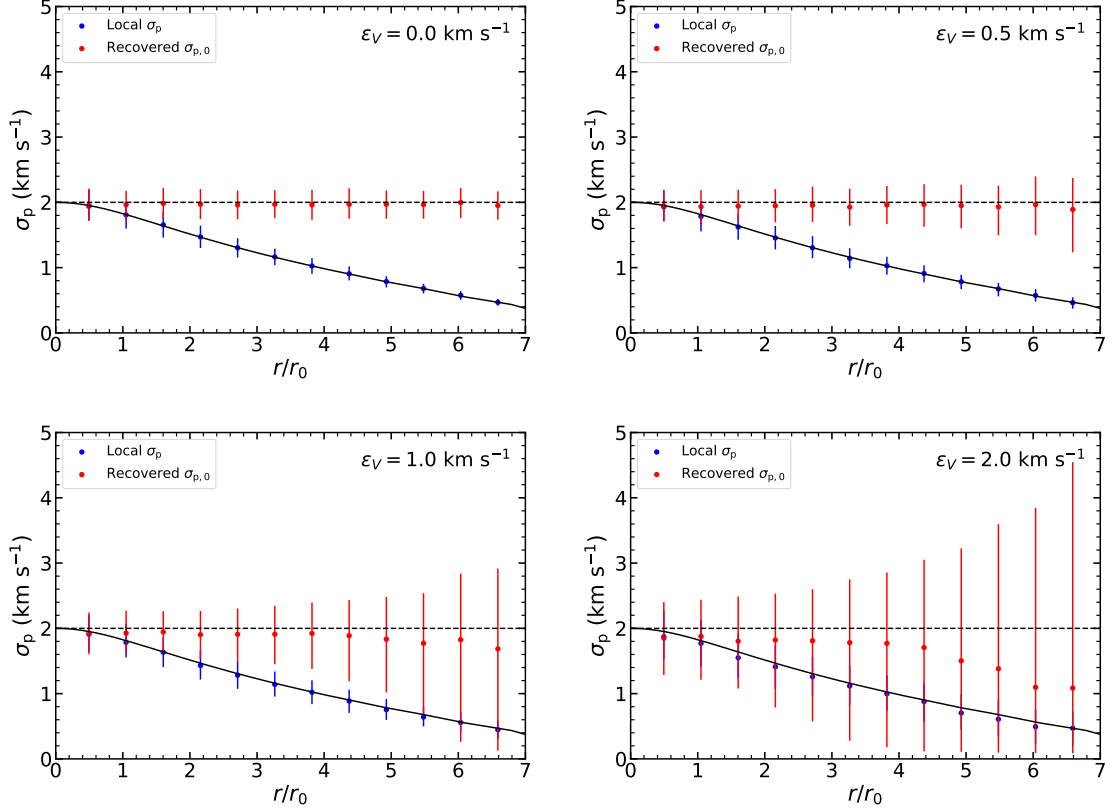 Local σp
Recovered σp,0
εV = 0.0 km s−1
σp (km s−1)
5
4
3
2
1
0
0 1 2 3 4 5 6 7
r/r0
Local σp
Recovered σp,0
εV = 0.5 km s−1
σp (km s−1)
5
4
3
2
1
0
0 1 2 3 4 5 6 7
r/r0
Local σp
Recovered σp,0
εV = 1.0 km s−1
σp (km s−1)
5
4
3
2
1
0
0 1 2 3 4 5 6 7
r/r0
Local σp
Recovered σp,0
εV = 2.0 km s−1
σp (km s−1)
5
4
3
2
1
0
0 1 2 3 4 5 6 7
r/r0